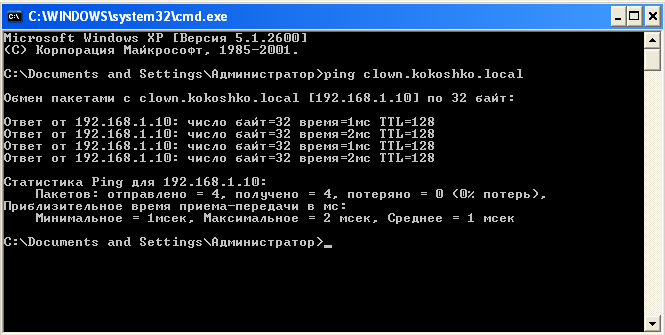 C:\WINDOWS\system32\cmd.exe
Microsoft Windows XP [Версия 5.1.2600]
(C) Корпорация Майкрософт, 1985-2001.
C:\Documents and Settings\Администратор>ping clown.kokoshko.local
Обмен пакетами с clown.kokoshko.local [192.168.1.10] по 32 байт:
Ответ от 192.168.1.10: число байт=32 время=1мс TTL=128
Ответ от 192.168.1.10: число байт=32 время=2мс TTL=128
Ответ от 192.168.1.10: число байт=32 время=1мс TTL=128
Ответ от 192.168.1.10: число байт=32 время=2мс TTL=128
Статистика Ping для 192.168.1.10:
    Пакетов: отправлено = 4, получено = 4, потеряно = 0 (0% потерь),
Приблизительное время приема-передачи в мс:
    Минимальное = 1мсек, Максимальное = 2 мсек, Среднее = 1 мсек
C:\Documents and Settings\Администратор>_